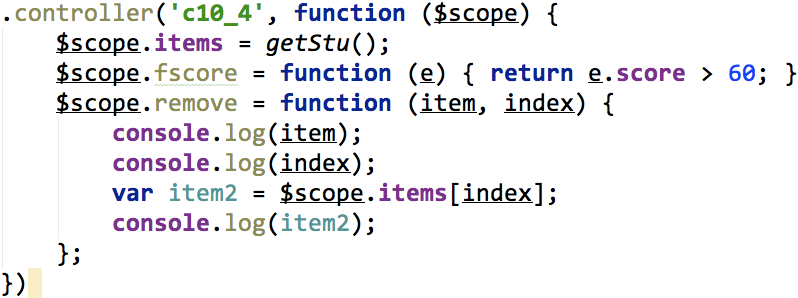 .controller('c10_4', function ($scope) {
    $scope.items = getStu();
    $scope.fscore = function (e) { return e.score > 60; }
    $scope.remove = function (item, index) {
        console.log(item);
        console.log(index);
        var item2 = $scope.items[index];
        console.log(item2);
    };
})